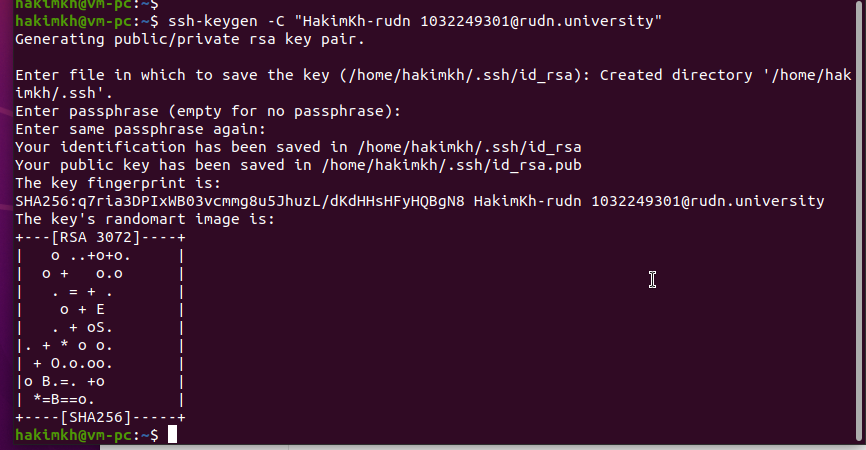 hakimkh@vm-pc:~$
hakimkh@vm-pc:~$ ssh-keygen -C "HakimKh-rudn 1032249301@rudn.university"
Generating public/private rsa key pair.

Enter file in which to save the key (/home/hakimkh/.ssh/id_rsa): Created directory '/home/hak
imkh/.ssh'.
Enter passphrase (empty for no passphrase):
Enter same passphrase again:
Your identification has been saved in /home/hakimkh/.ssh/id_rsa
Your public key has been saved in /home/hakimkh/.ssh/id_rsa.pub
The key fingerprint is:
SHA256:q7ria3DPIxWB03vcmmg8u5JhuzL/dKdHHsHFyHQBgN8 HakimKh-rudn 1032249301@rudn.university
The key's randomart image is:
+---[RSA 3072]----+
|   o ..+o+o.     |
|  o +   o.o      |
|   . = + .       |
|    o + E        |
|   . + oS.       |
|. + * o o.       |
| + O.o.oo.       |
|o B.=. +o        |
| *=B==o.         |
+----[SHA256]-----+
hakimkh@vm-pc:~$